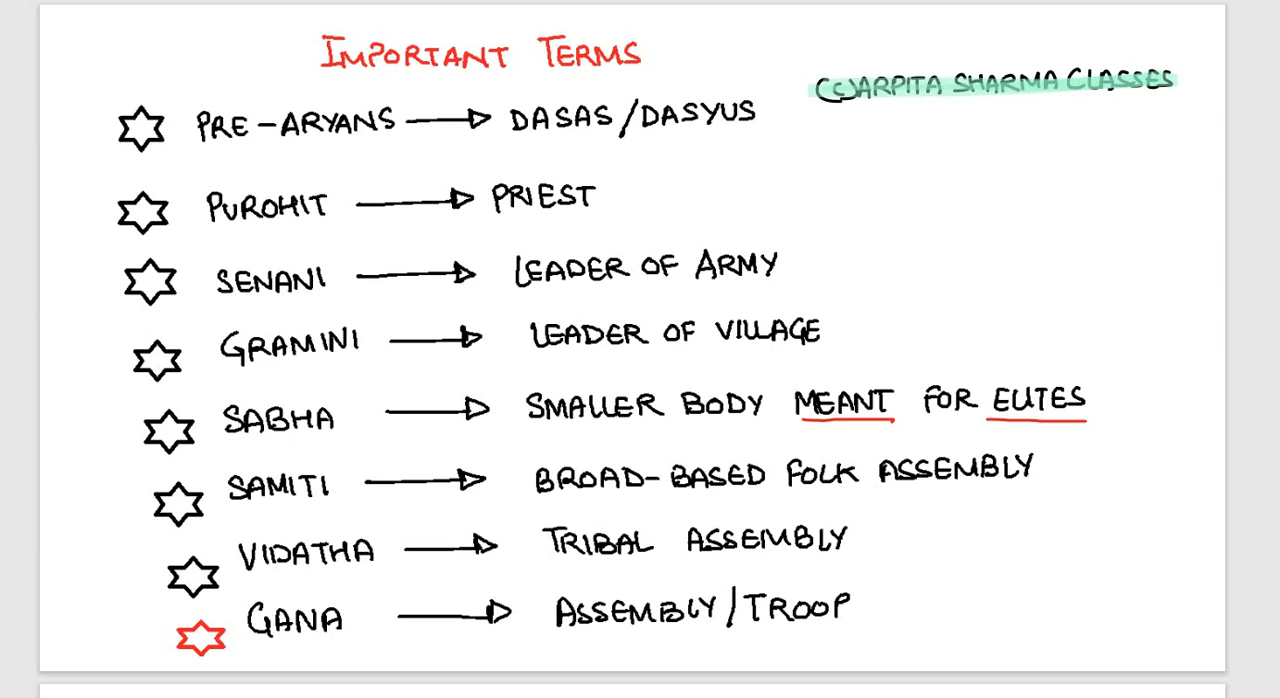 IMPORTANT TERMS
(C)ARPITA SHARMA CLASSES
PRE-ARYANS → DASAS/DASYUS
PUROHIT → PRIEST
SENANI → LEADER OF ARMY
GRAMINI → LEADER OF VILLAGE
SABHA → SMALLER BODY MEANT FOR ELITES
SAMITI → BROAD-BASED FOLK ASSEMBLY
VIDATHA → TRIBAL ASSEMBLY
GANA → ASSEMBLY/TROOP